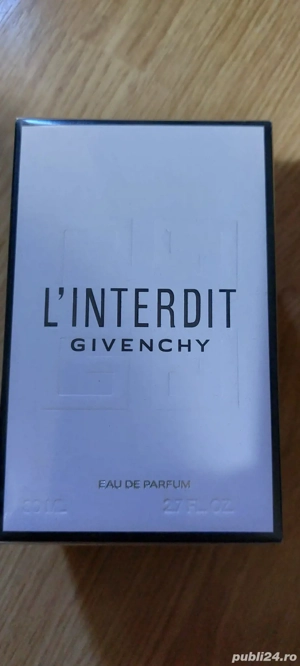 L'INTERDIT
GIVENCHY
EAU DE PARFUM
80 ML 2.7 FL. OZ.
publi24.ro